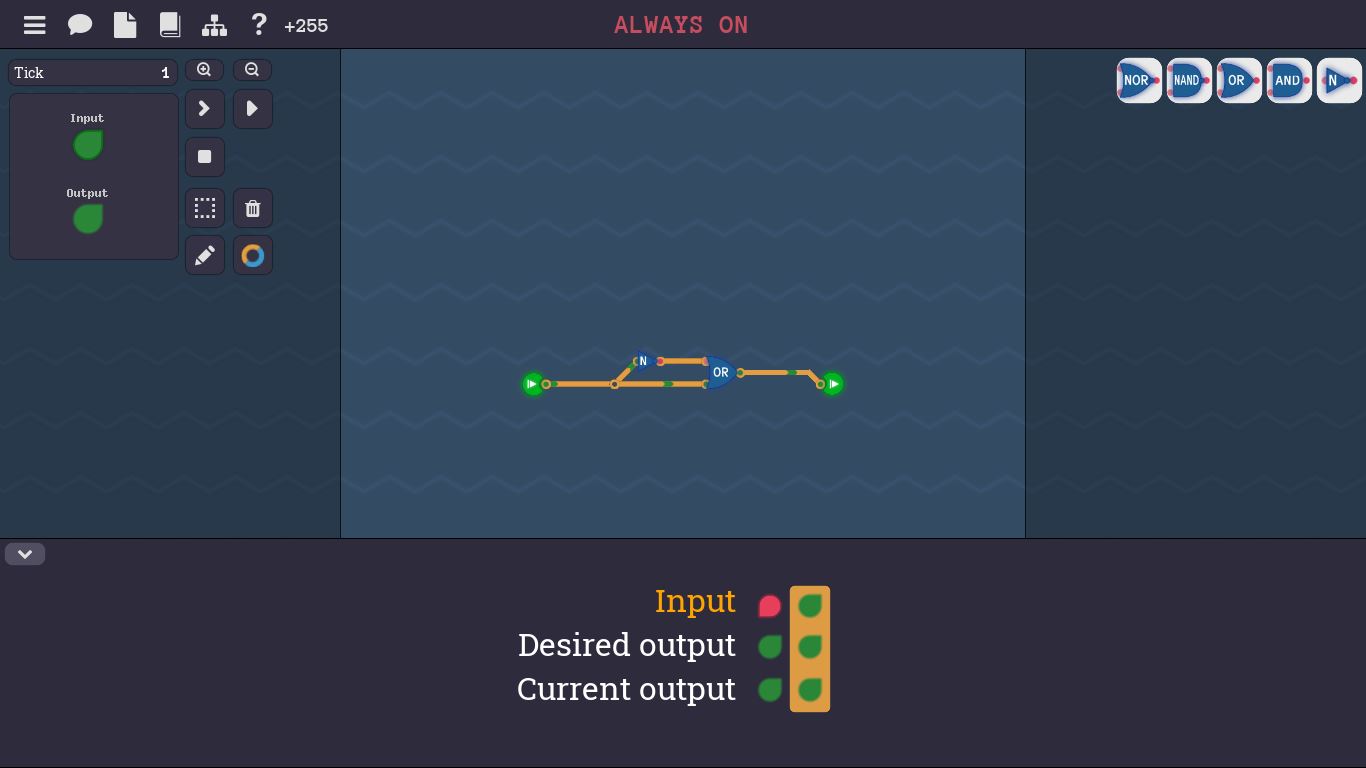 ? +255
ALWAYS ON
Tick 1
Input
Output
NOR NAND OR AND N
N
OR
Input
Desired output
Current output